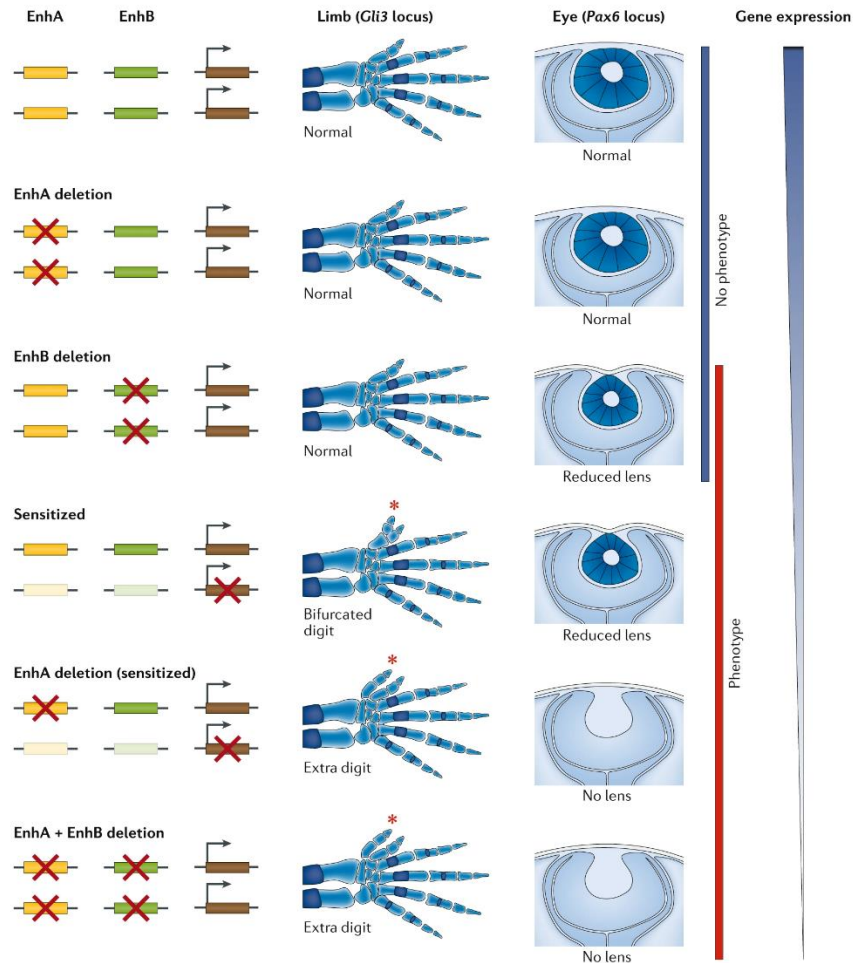 EnhA EnhB Limb (Gli3 locus) Eye (Pax6 locus) Gene expression
Normal
Normal
EnhA deletion
Normal
Normal
No phenotype
EnhB deletion
Normal
Reduced lens
Sensitized
*
Bifurcated
digit
Reduced lens
Phenotype
EnhA deletion (sensitized)
*
Extra digit
No lens
EnhA + EnhB deletion
*
Extra digit
No lens